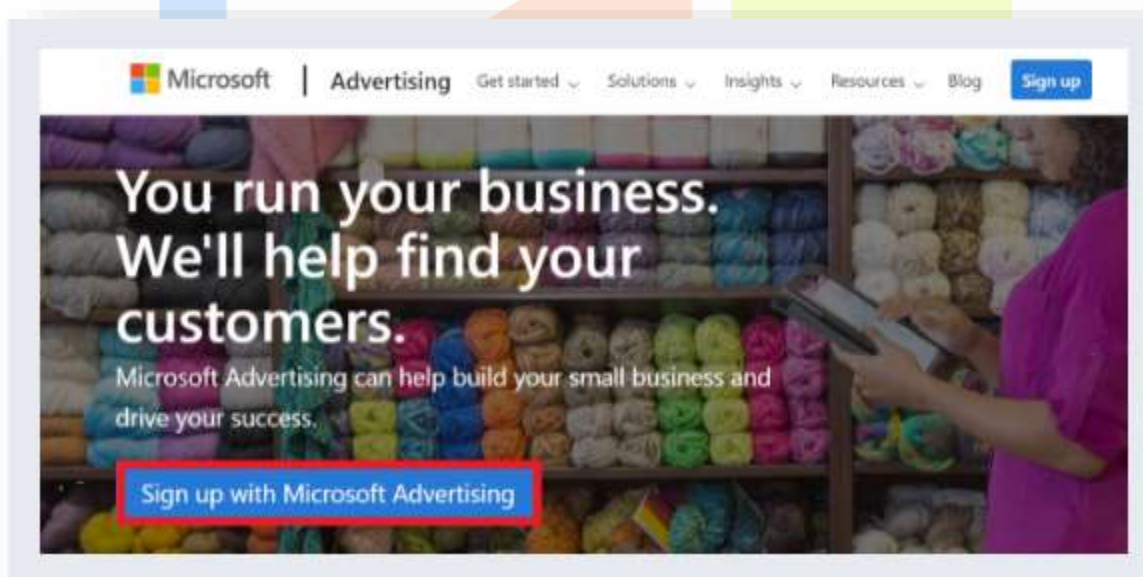 Microsoft | Advertising Get started Solutions Insights Resources Blog Sign up
You run your business.
We'll help find your
customers.
Microsoft Advertising can help build your small business and
drive your success.
Sign up with Microsoft Advertising